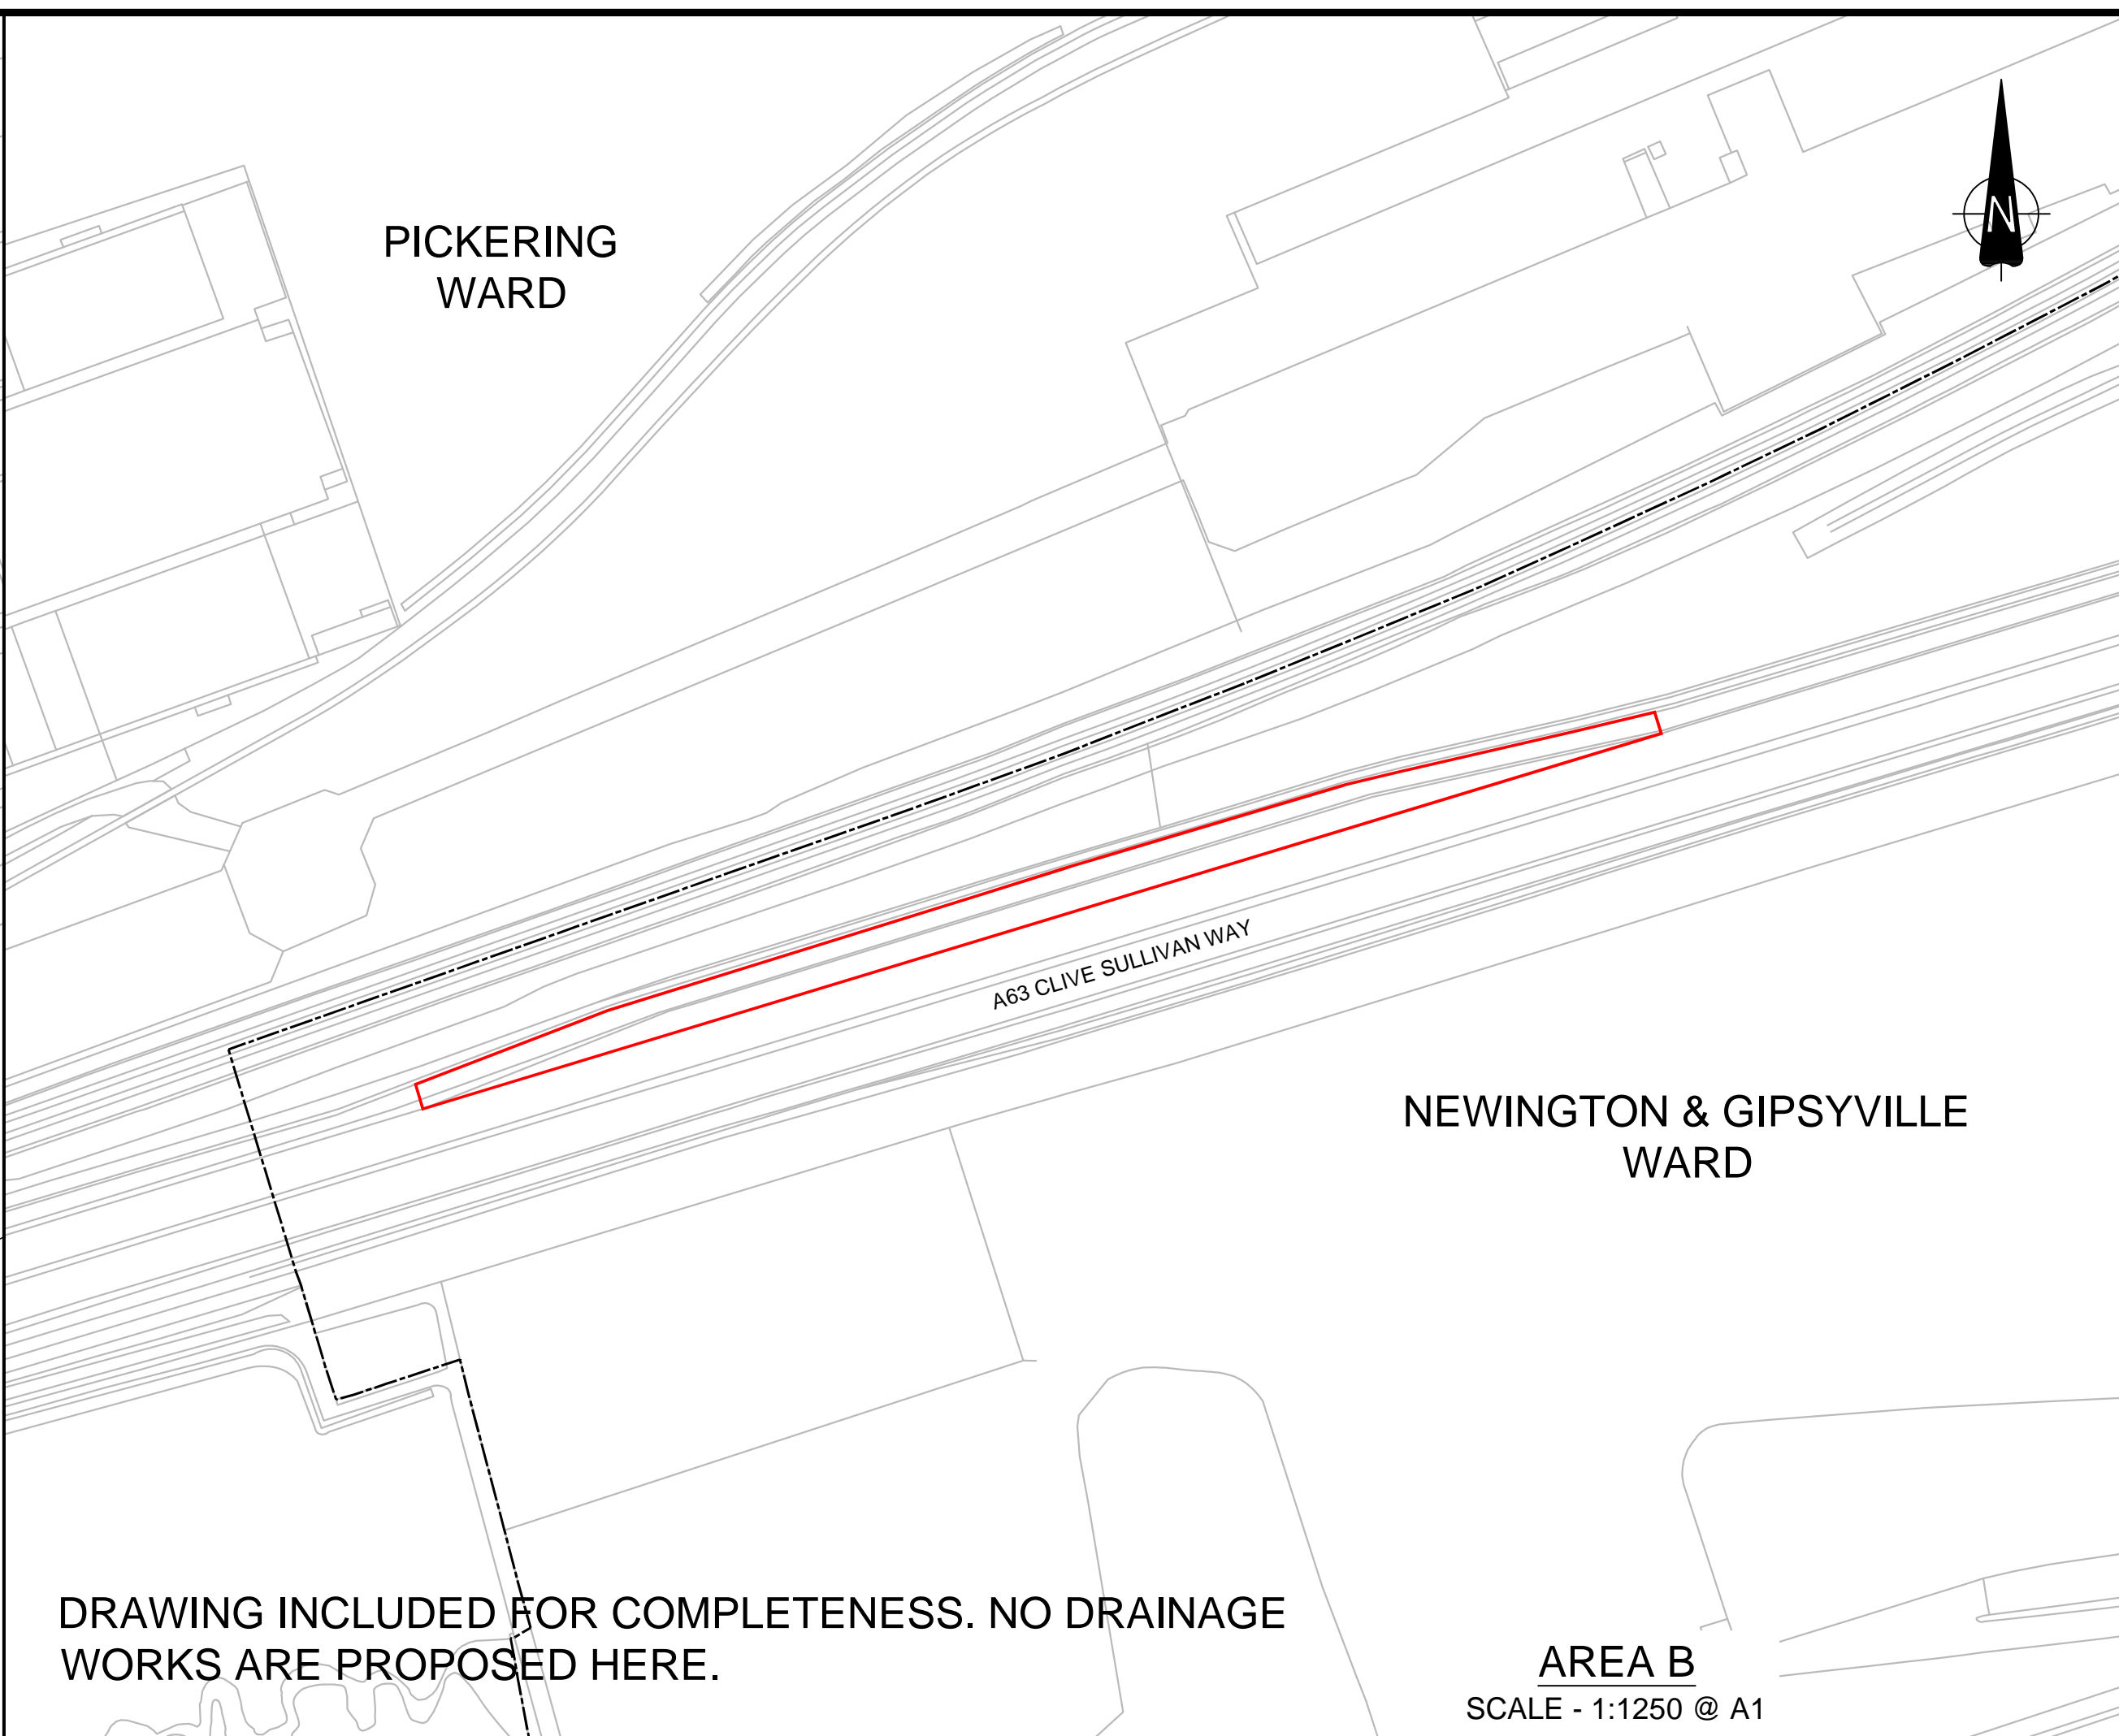 PICKERING
WARD
N
A63 CLIVE SULLIVAN WAY
NEWINGTON & GIPSYVILLE
WARD
DRAWING INCLUDED FOR COMPLETENESS. NO DRAINAGE
WORKS ARE PROPOSED HERE.
AREA B
SCALE - 1:1250 @ A1